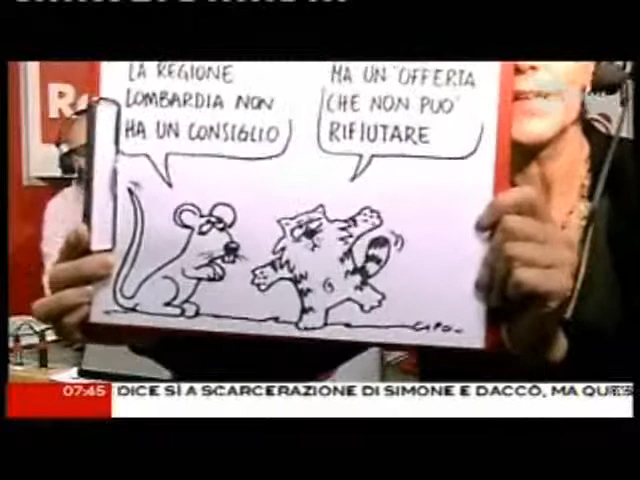 LA REGIONE
LOMBARDIA NON
HA UN CONSIGLIO
MA UN "OFFERTA
CHE NON PUO'
RIFIUTARE
07:45
DICE SÌ A SCARCERAZIONE DI SIMONE E DACCÒ, MA